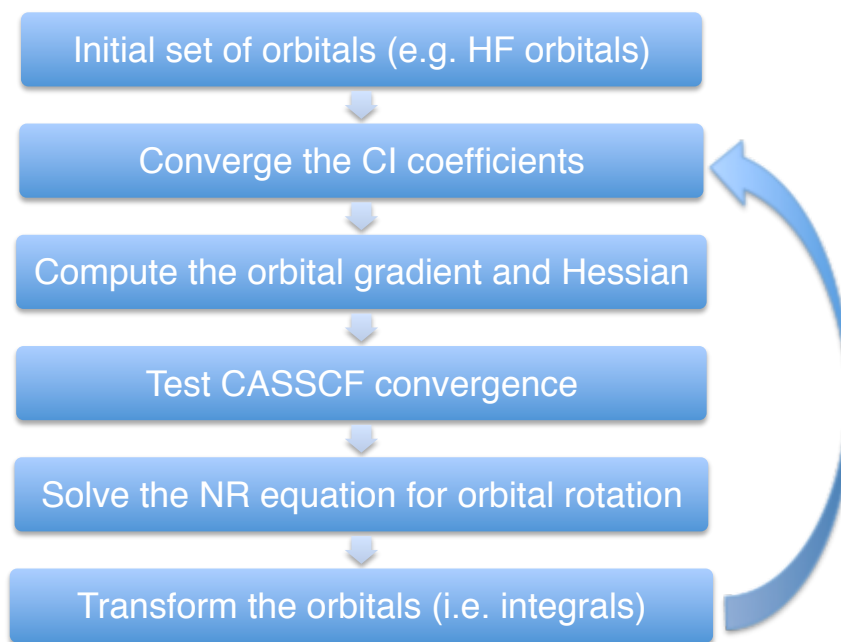 Initial set of orbitals (e.g. HF orbitals)
Converge the CI coefficients
Compute the orbital gradient and Hessian
Test CASSCF convergence
Solve the NR equation for orbital rotation
Transform the orbitals (i.e. integrals)